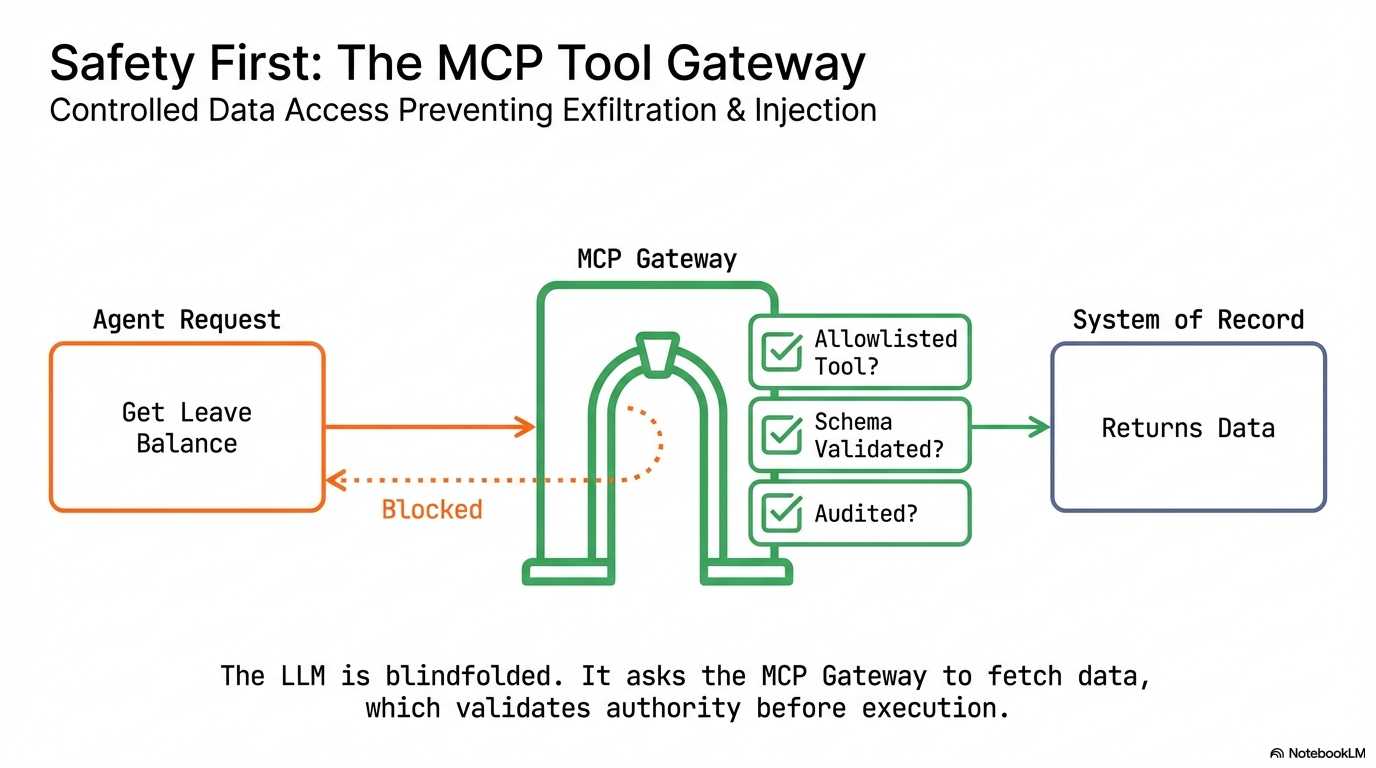 Safety First: The MCP Tool Gateway
Controlled Data Access Preventing Exfiltration & Injection
MCP Gateway
Agent Request
Get Leave
Balance
Blocked
Allowlisted
Tool?
Schema
Validated?
Audited?
System of Record
Returns Data
The LLM is blindfolded. It asks the MCP Gateway to fetch data,
which validates authority before execution.
NotebookLM